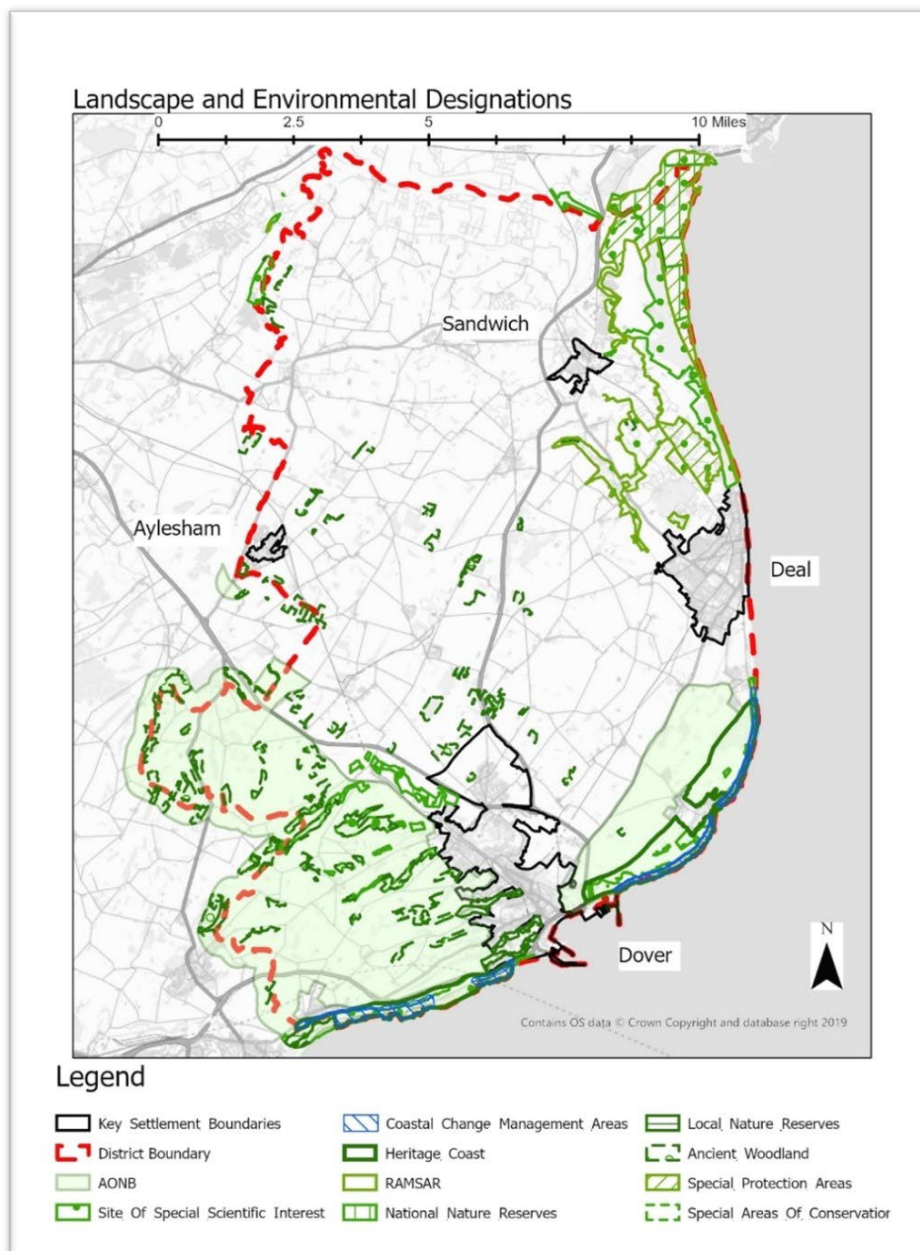 Landscape and Environmental Designations
0 2.5 5 10 Miles
Sandwich
Aylesham
Deal
Dover
N
Contains OS data © Crown Copyright and database right 2019
Legend
Key Settlement Boundaries
District Boundary
AONB
Site Of Special Scientific Interest
Coastal Change Management Areas
Heritage Coast
RAMSAR
National Nature Reserves
Local Nature Reserves
Ancient Woodland
Special Protection Areas
Special Areas Of Conservation